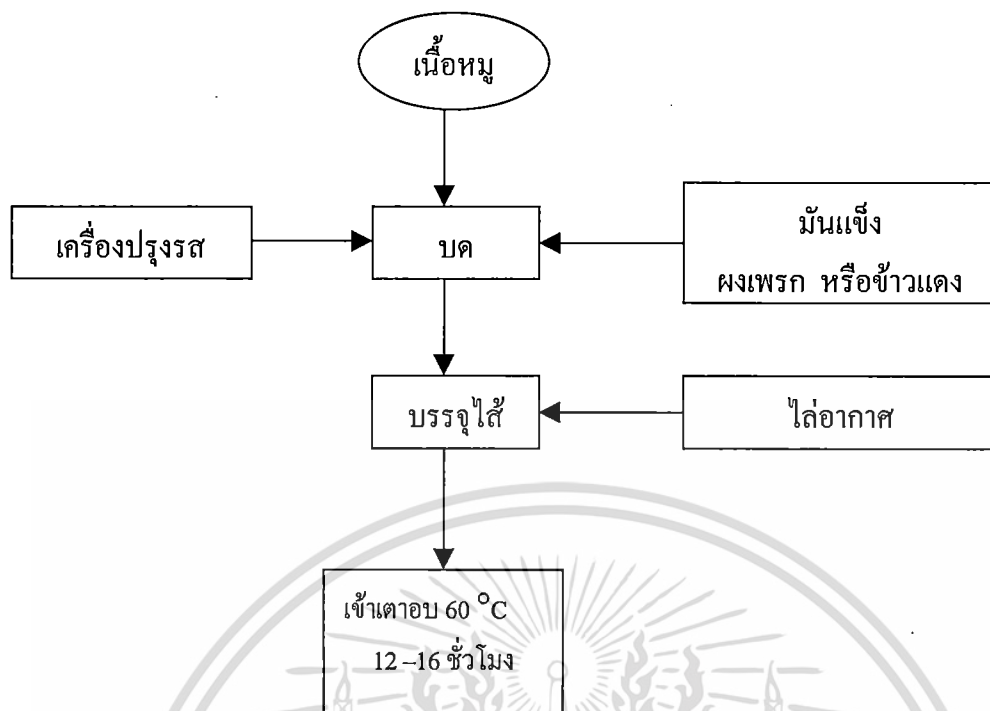 เนื้อหมู
เครื่องปรุงรส
บด
มันแข็ง
ผงเพรก หรือข้าวแดง
บรรจุไส้
ไล่อากาศ
เข้าเตาอบ 60 °C
12 –16 ชั่วโมง